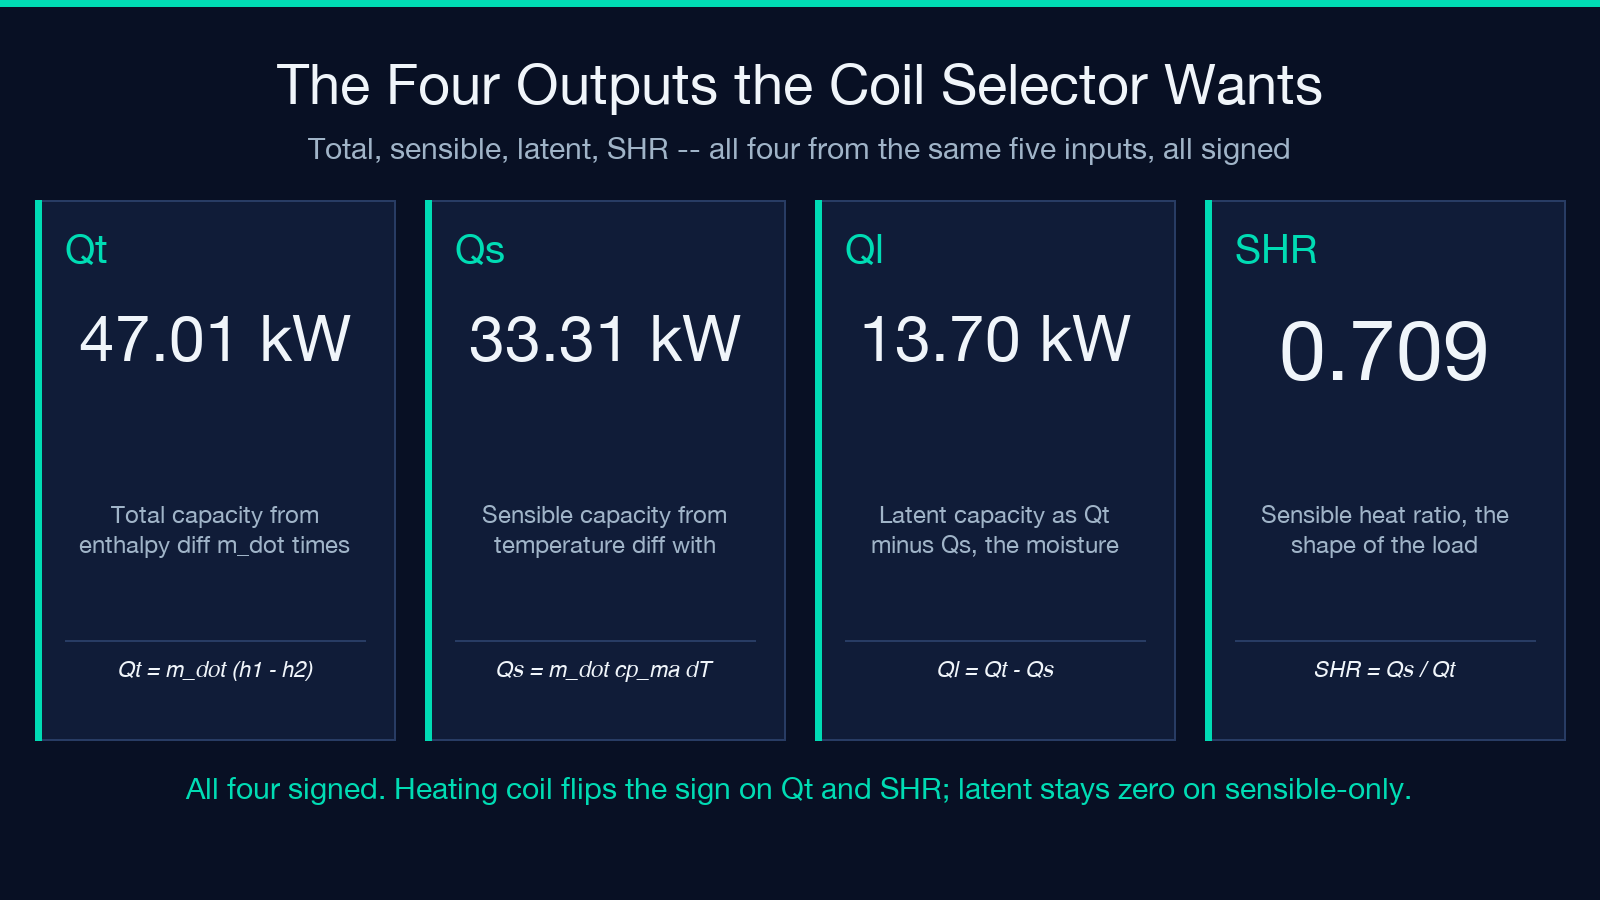 The Four Outputs the Coil Selector Wants
Total, sensible, latent, SHR -- all four from the same five inputs, all signed
Qt
47.01 kW
Total capacity from
enthalpy diff m_dot times
Qt = m_dot (h1 - h2)
Qs
33.31 kW
Sensible capacity from
temperature diff with
Qs = m_dot cp_ma dT
Ql
13.70 kW
Latent capacity as Qt
minus Qs, the moisture
Ql = Qt - Qs
SHR
0.709
Sensible heat ratio, the
shape of the load
SHR = Qs / Qt
All four signed. Heating coil flips the sign on Qt and SHR; latent stays zero on sensible-only.